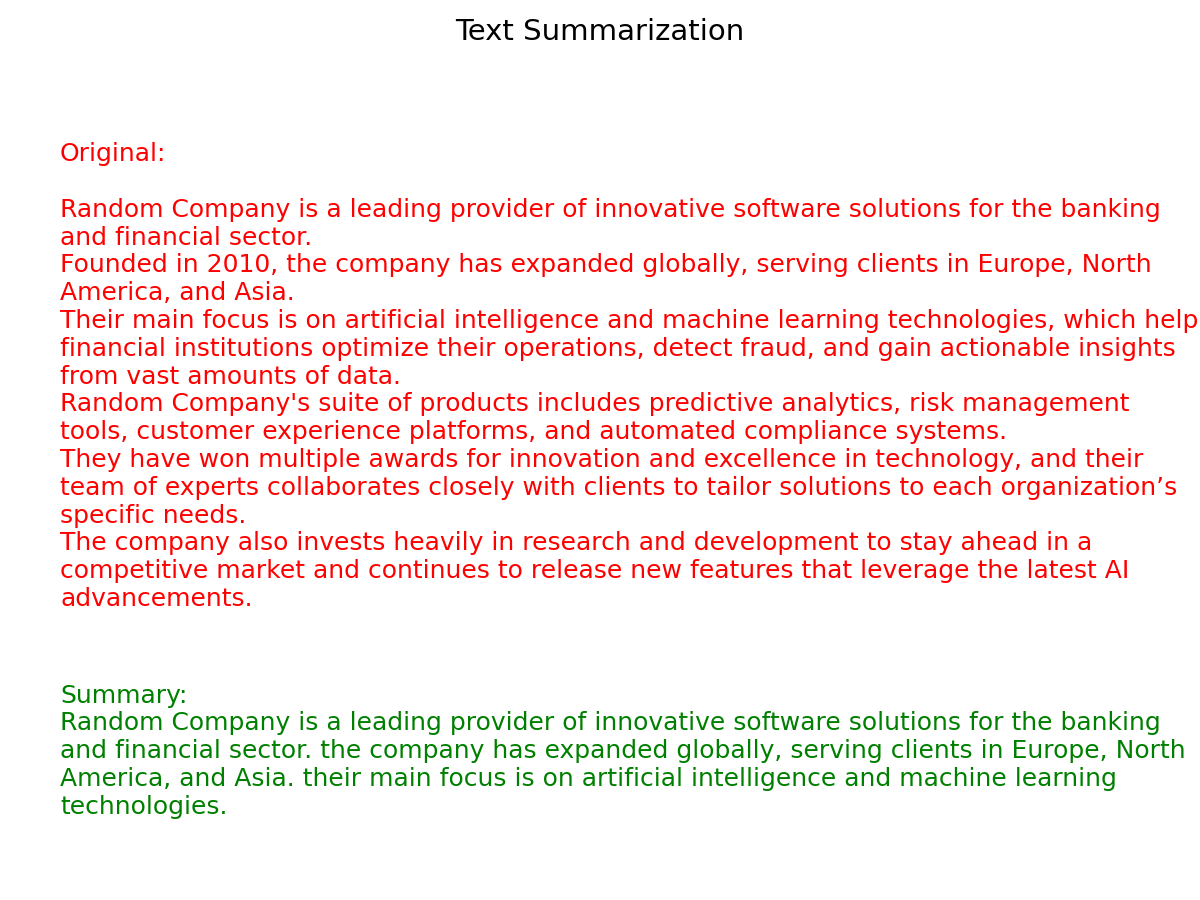 Text Summarization
Original:
Random Company is a leading provider of innovative software solutions for the banking
and financial sector.
Founded in 2010, the company has expanded globally, serving clients in Europe, North
America, and Asia.
Their main focus is on artificial intelligence and machine learning technologies, which help
financial institutions optimize their operations, detect fraud, and gain actionable insights
from vast amounts of data.
Random Company's suite of products includes predictive analytics, risk management
tools, customer experience platforms, and automated compliance systems.
They have won multiple awards for innovation and excellence in technology, and their
team of experts collaborates closely with clients to tailor solutions to each organization’s
specific needs.
The company also invests heavily in research and development to stay ahead in a
competitive market and continues to release new features that leverage the latest AI
advancements.
Summary:
Random Company is a leading provider of innovative software solutions for the banking
and financial sector. the company has expanded globally, serving clients in Europe, North
America, and Asia. their main focus is on artificial intelligence and machine learning
technologies.